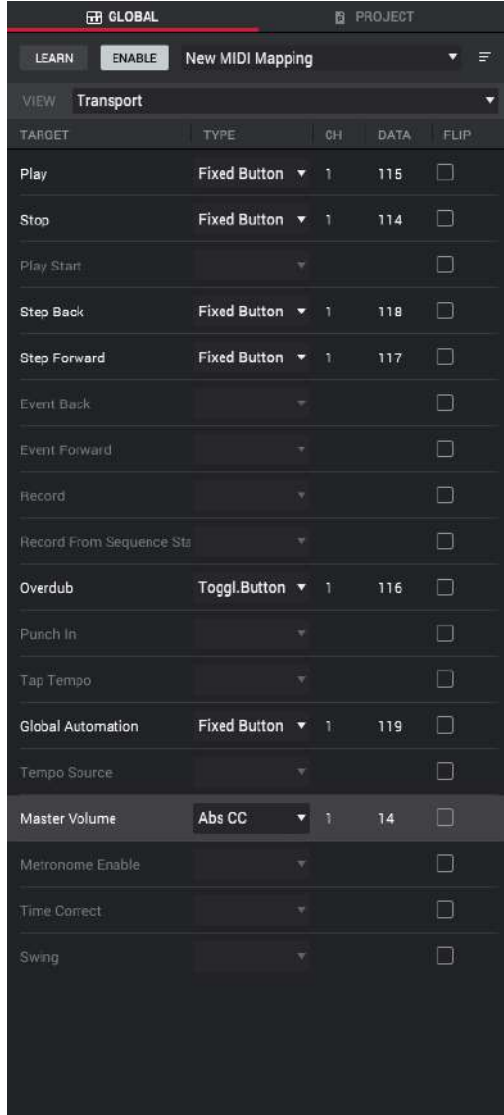 GLOBAL PROJECT
LEARN ENABLE New MIDI Mapping
VIEW Transport
TARGET TYPE CH DATA FLIP
Play Fixed Button 1 115
Stop Fixed Button 1 114
Play Start
Step Back Fixed Button 1 118
Step Forward Fixed Button 1 117
Event Back
Event Forward
Record
Record From Sequence Sta
Overdub Toggl.Button 1 116
Punch In
Tap Tempo
Global Automation Fixed Button 1 119
Tempo Source
Master Volume Abs CC 1 14
Metronome Enable
Time Correct
Swing